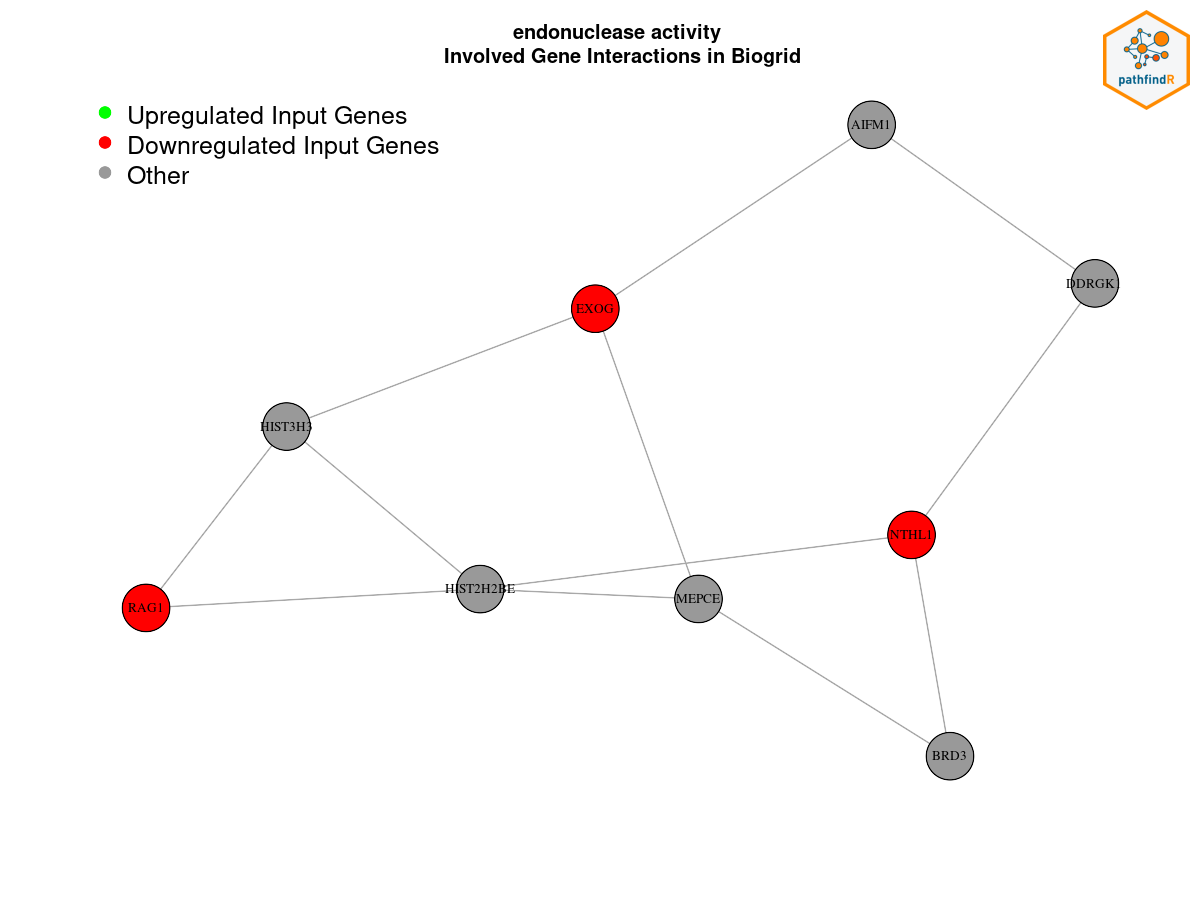 endonuclease activity
Involved Gene Interactions in Biogrid
pathfindR
Upregulated Input Genes
Downregulated Input Genes
Other
AIFM1
DDRGK1
EXOG
HIST3H3
NTHL1
HIST2H2BE
MEPCE
RAG1
BRD3